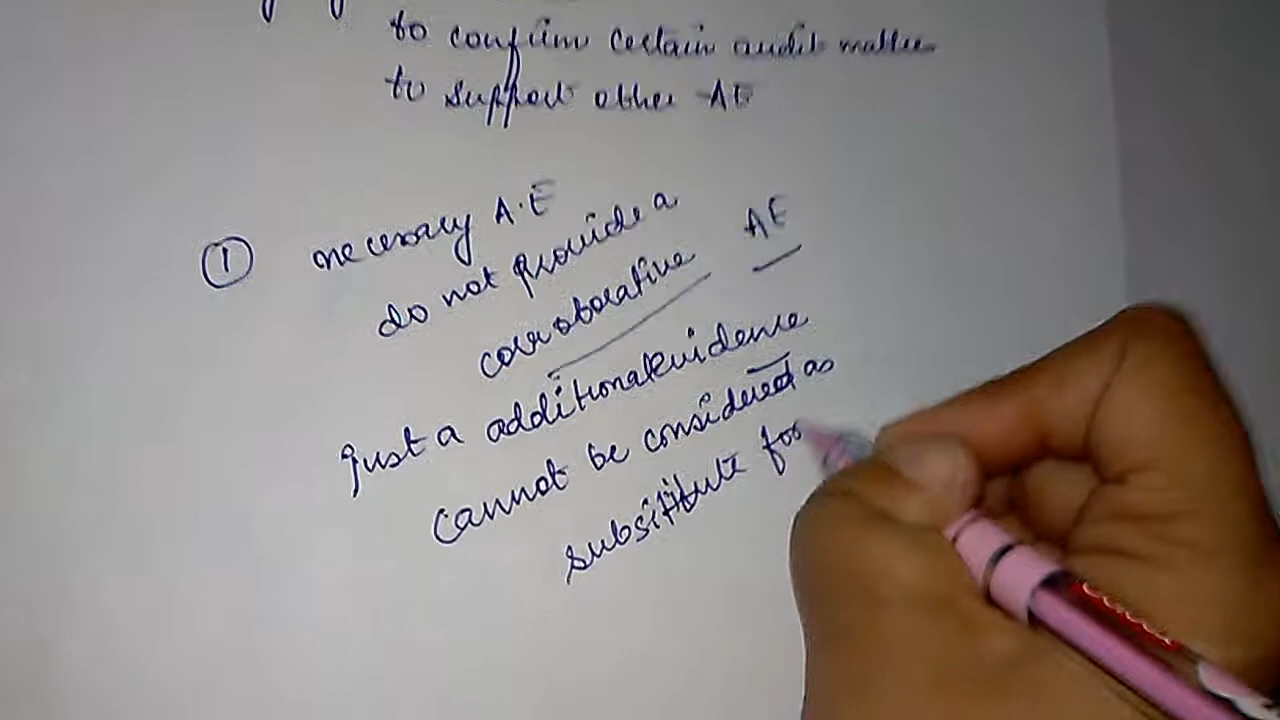 to confirm certain audit matter
to support other AE
1 necessary A.E
do not provide a
corroborative AE
just a additional evidence
cannot be considered as
substitute for